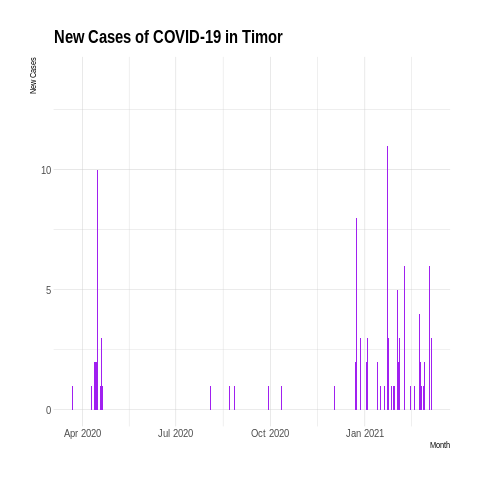 New Cases of COVID-19 in Timor
New Cases
10
5
0
Apr 2020 Jul 2020 Oct 2020 Jan 2021
Month